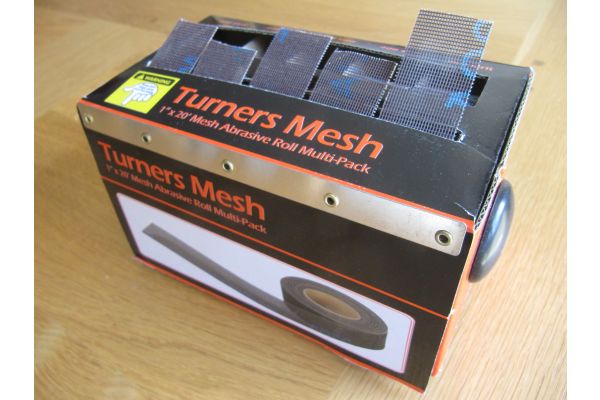 WARNING
Turners Mesh
1" x 20' Mesh Abrasive Roll Multi-Pack
Turners Mesh
1" x 20' Mesh Abrasive Roll Multi-Pack